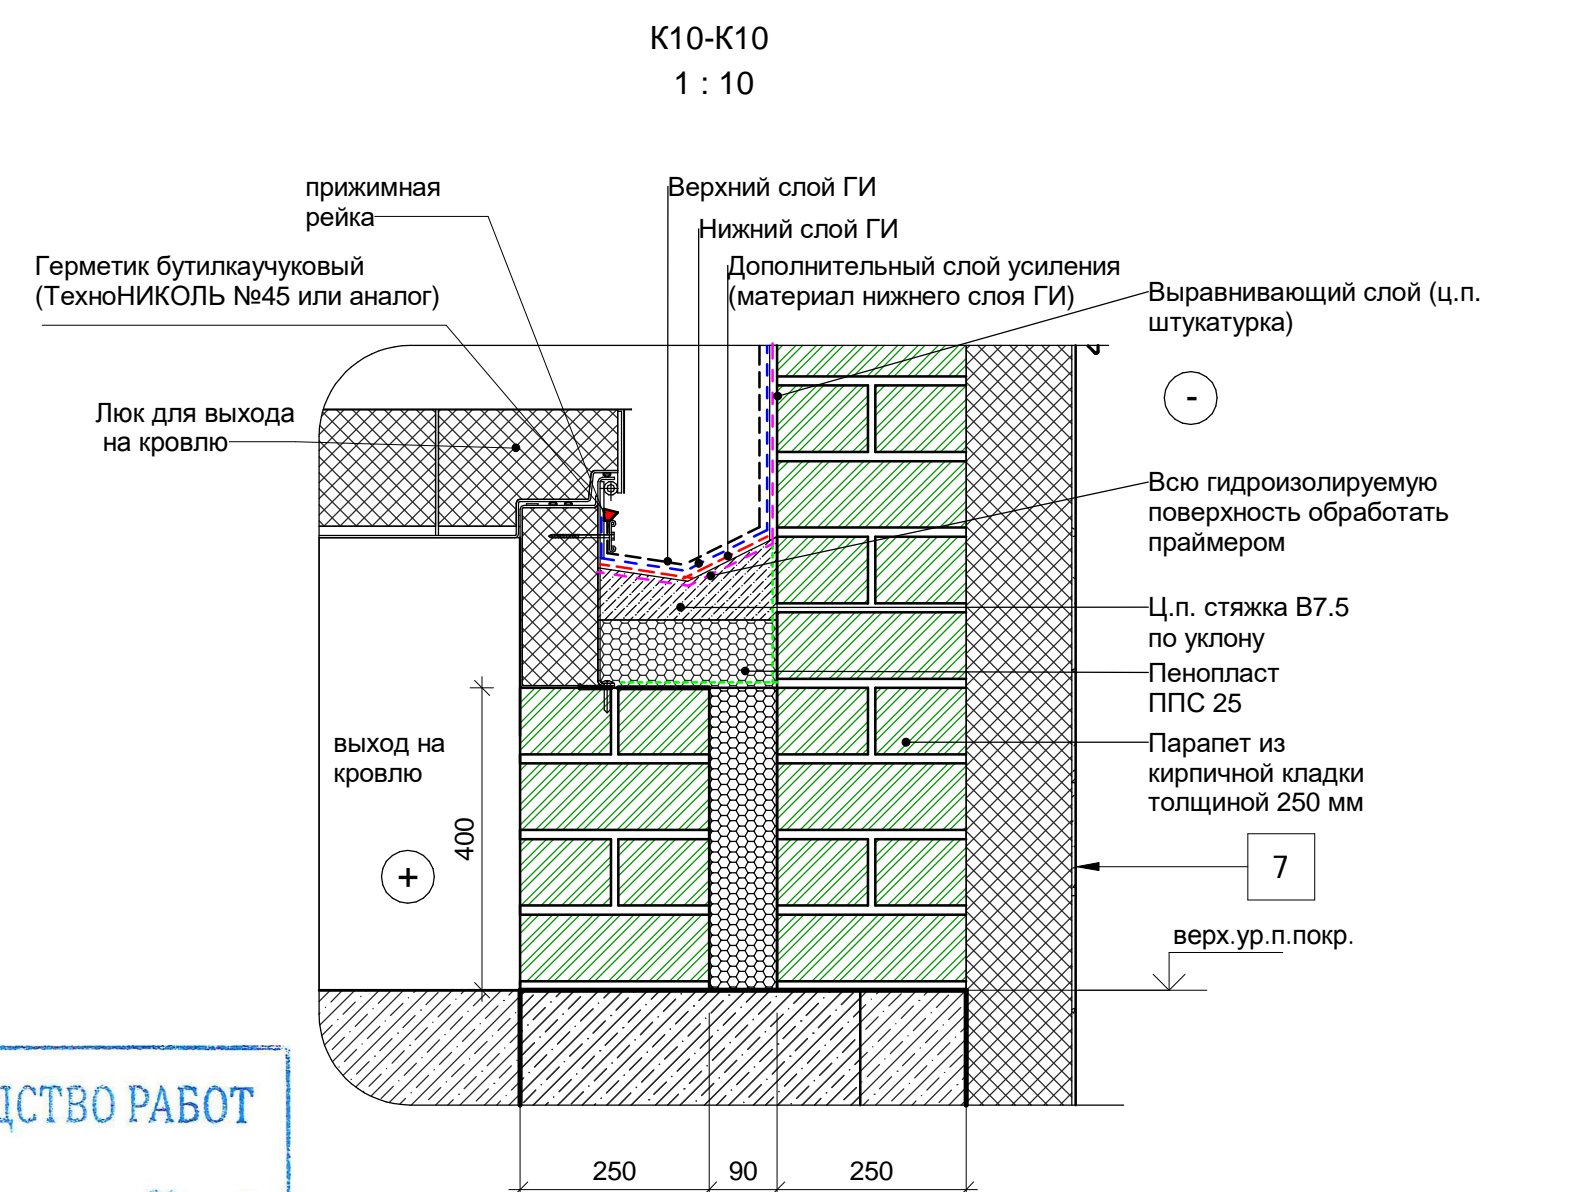 К10-К10
1 : 10
прижимная
рейка
Верхний слой ГИ
Нижний слой ГИ
Герметик бутилкаучуковый
(ТехноНИКОЛЬ №45 или аналог)
Дополнительный слой усиления
(материал нижнего слоя ГИ)
Выравнивающий слой (ц.п.
штукатурка)
Люк для выхода
на кровлю
-
Всю гидроизолируемую
поверхность обработать
праймером
Ц.п. стяжка В7.5
по уклону
Пенопласт
ППС 25
выход на
кровлю
Парапет из
кирпичной кладки
толщиной 250 мм
400
+
7
верх.ур.п.покр.
РАБОТ
250 90 250